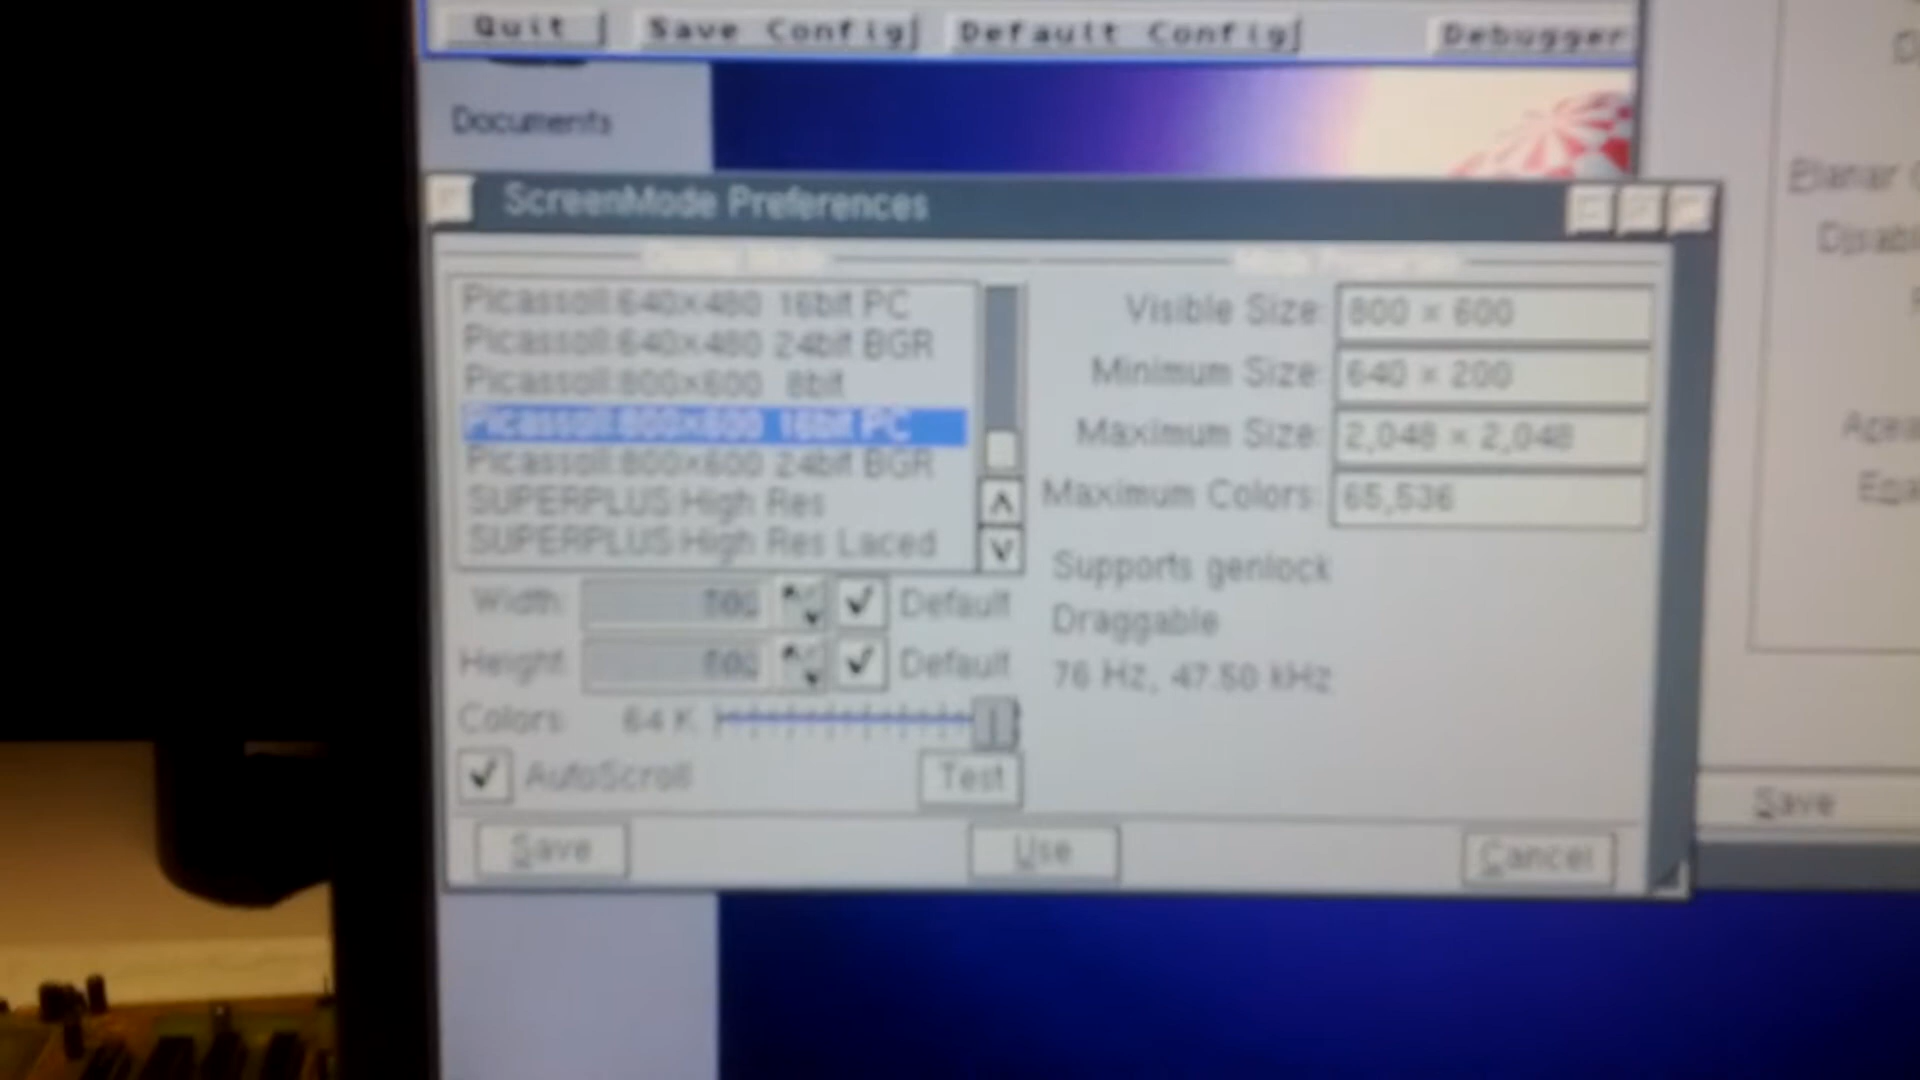 Quit
Save Config
Default Config
Debugger
Documents
ScreenMode Preferences
PicassoII:640x480 16bit PC
PicassoII:640x480 24bit BGR
PicassoII:800x600 8bit
PicassoII:800x600 16bit PC
PicassoII:800x600 24bit BGR
SUPERPLUS:High Res
SUPERPLUS:High Res Laced
Width:
Default
Height:
Default
Colors: 64 K
AutoScroll
Test
Visible Size: 800 × 600
Minimum Size: 640 × 200
Maximum Size: 2,048 × 2,048
Maximum Colors: 65,536
Supports genlock
Draggable
76 Hz, 47.50 kHz
Save
Use
Cancel
Planar
Save